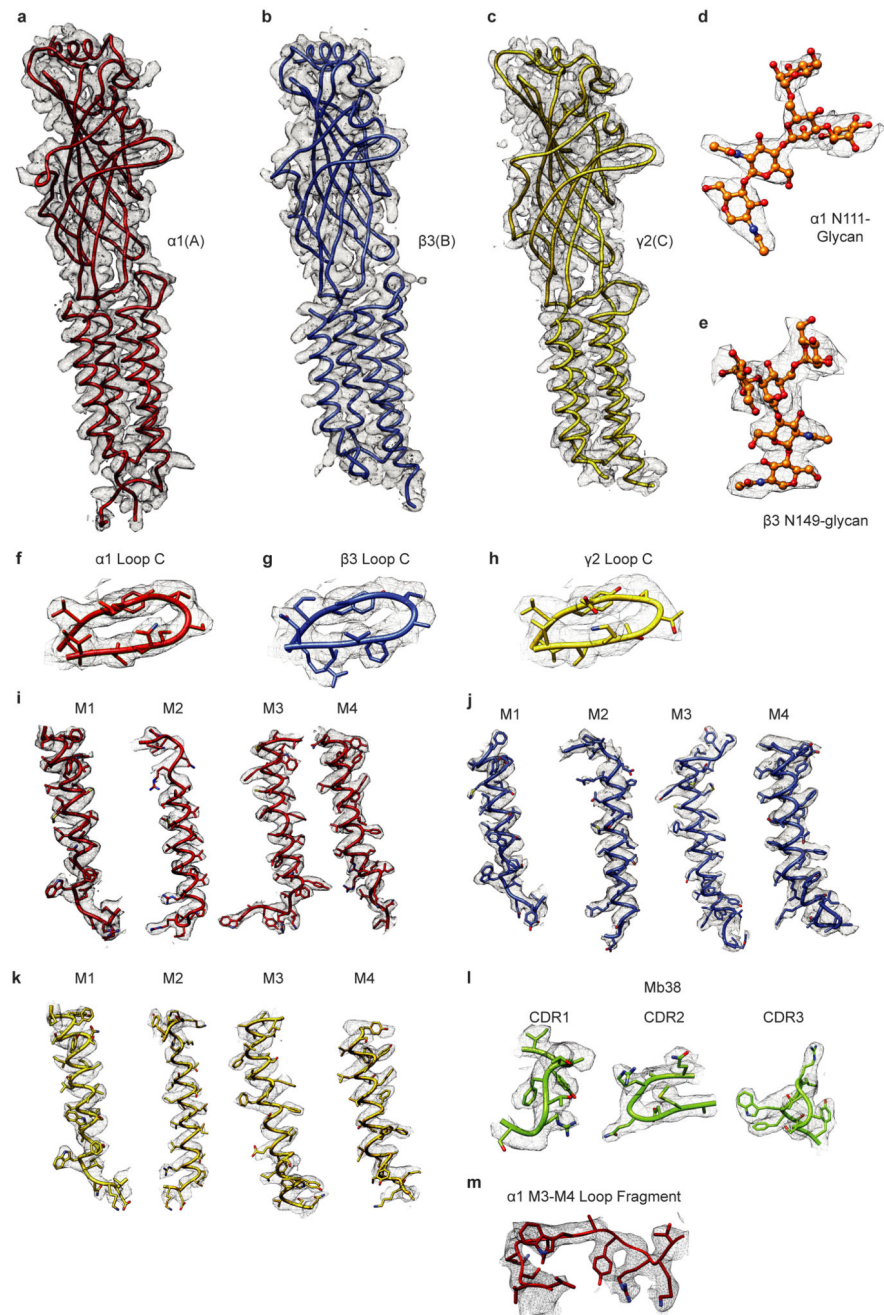 a
b
c
d
α1(A)
β3(B)
γ2(C)
α1 N111-
Glycan
e
β3 N149-glycan
f
α1 Loop C
g
β3 Loop C
h
γ2 Loop C
i
M1
M2
M3
M4
j
M1
M2
M3
M4
k
M1
M2
M3
M4
l
Mb38
CDR1
CDR2
CDR3
m
α1 M3-M4 Loop Fragment